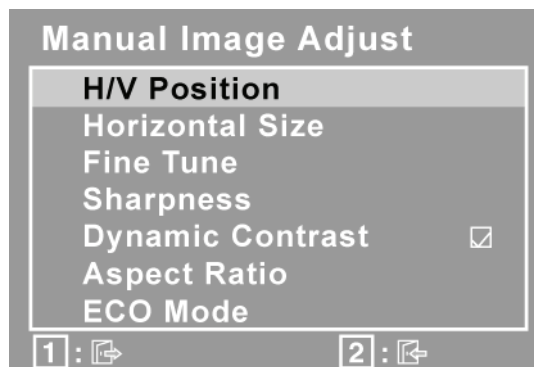 Manual Image Adjust
H/V Position
Horizontal Size
Fine Tune
Sharpness
Dynamic Contrast
Aspect Ratio
ECO Mode
1 : 2 :